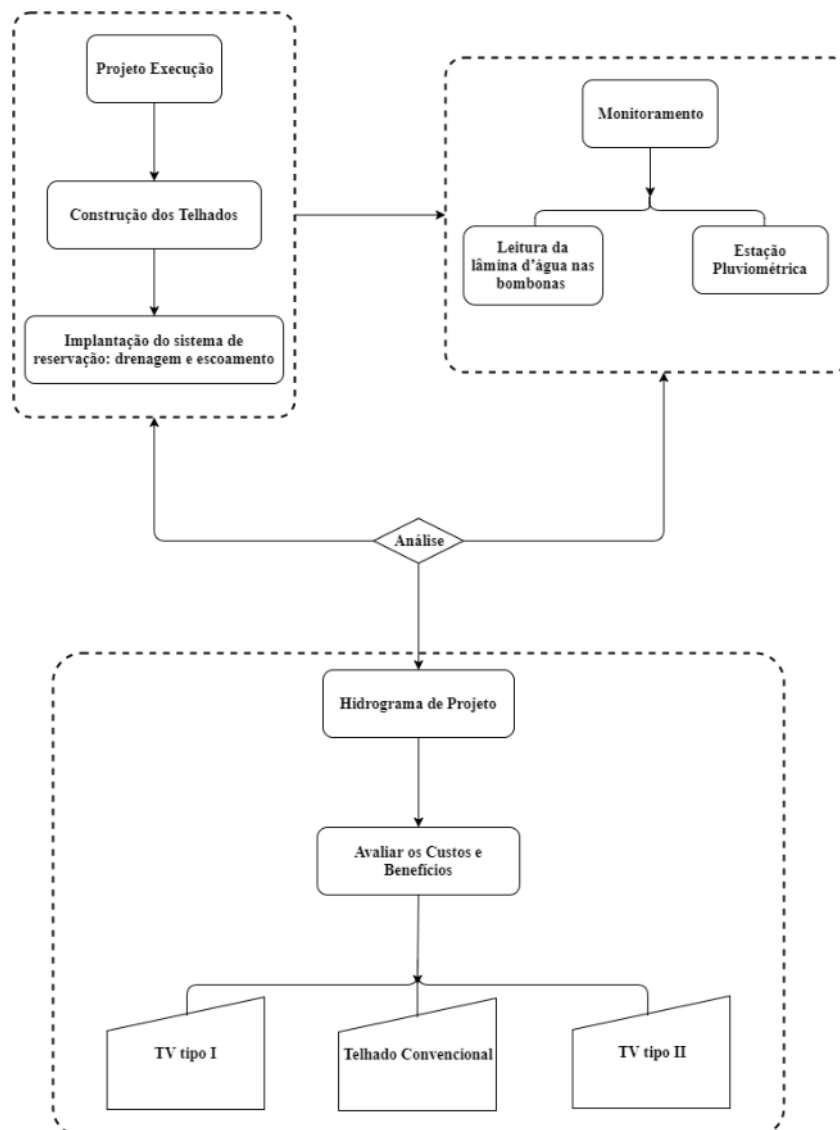 Projeto Execução
Construção dos Telhados
Implantação do sistema de
reservação: drenagem e escoamento
Monitoramento
Leitura da
lâmina d'água nas
bombonas
Estação
Pluviométrica
Análise
Hidrograma de Projeto
Avaliar os Custos e
Benefícios
TV tipo I
Telhado Convencional
TV tipo II